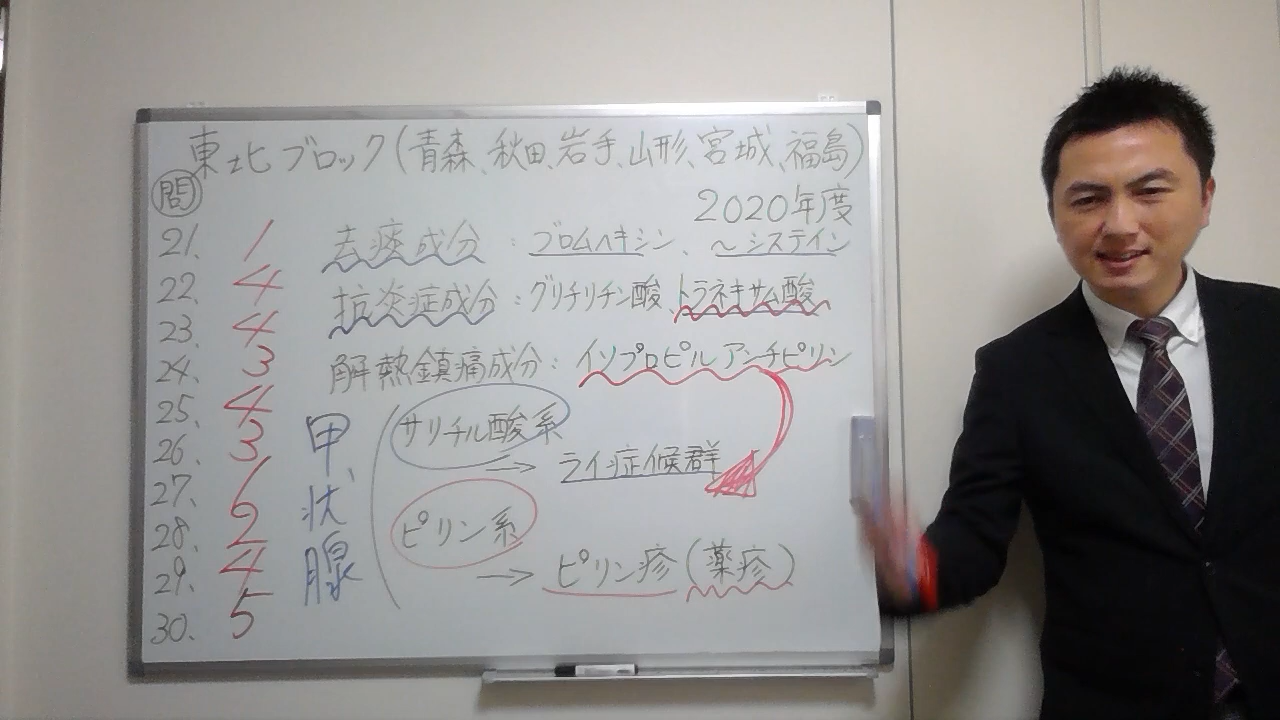 東北ブロック(青森、秋田、岩手、山形、宮城、福島)
2020年度
問
21. 1 去痰成分:ブロムヘキシン、~システイン
22. 4 抗炎症成分:グリチリチン酸、トラネキサム酸
23. 4
24. 3 解熱鎮痛成分:イソプロピルアンチピリン
25. 4 サリチル酸系
26. 3 → ライ症候群
27.
28. 2 ピリン系
29. 4 → ピリン疹(薬疹)
30. 5
甲、状腺